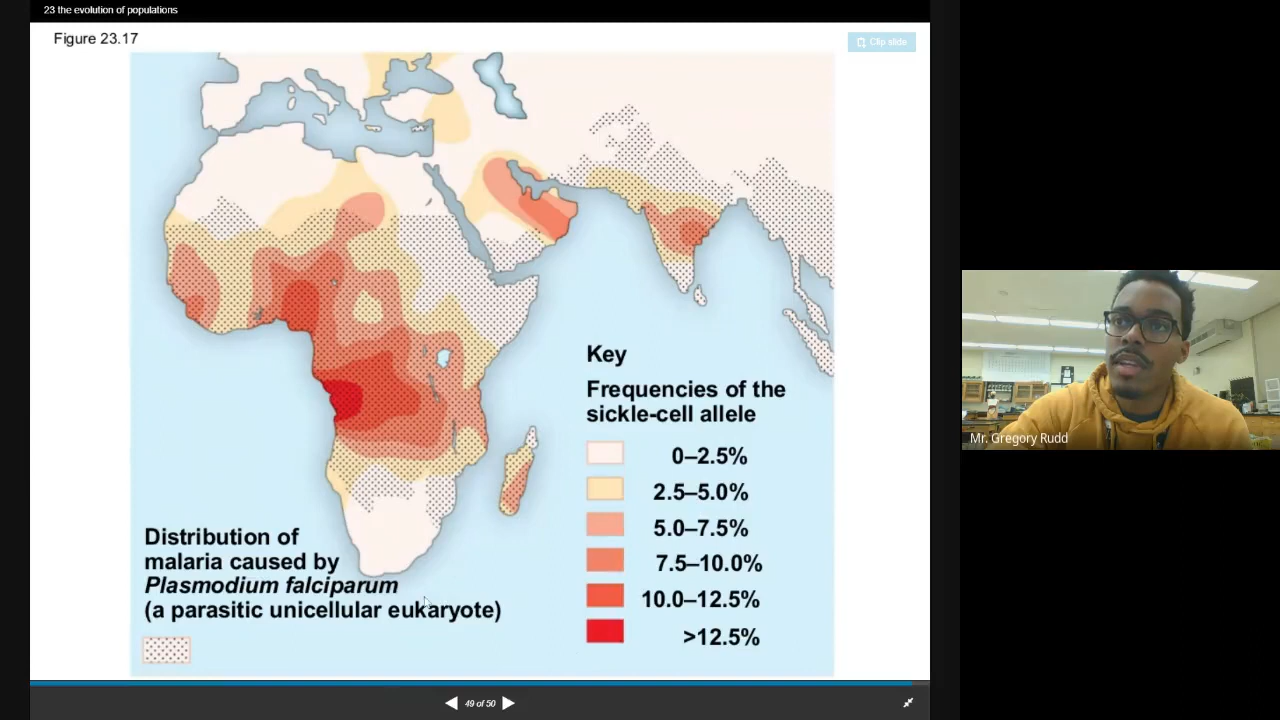 23 the evolution of populations
Figure 23.17
Clip slide
Key
Frequencies of the
sickle-cell allele
0–2.5%
2.5–5.0%
5.0–7.5%
7.5–10.0%
10.0–12.5%
>12.5%
Distribution of
malaria caused by
Plasmodium falciparum
(a parasitic unicellular eukaryote)
49 of 50
Mr. Gregory Rudd